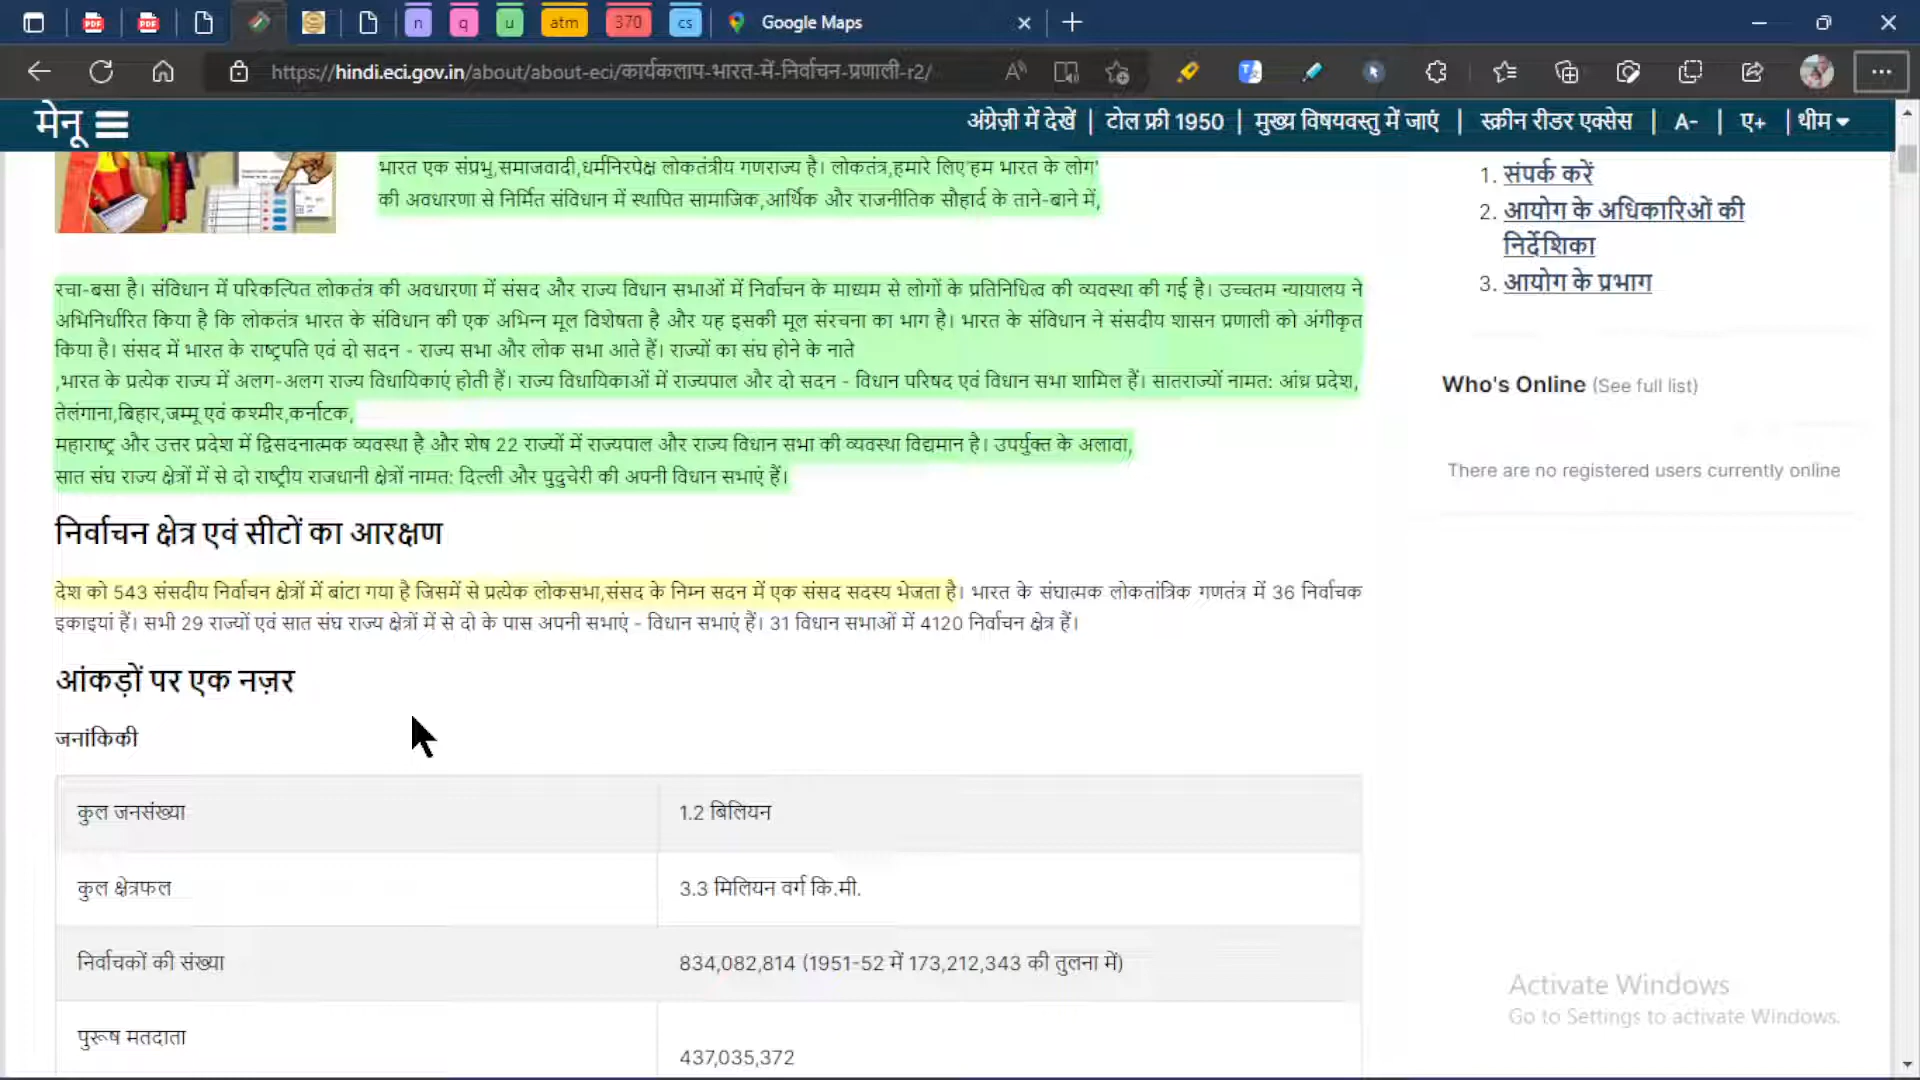 n q u atm 370 cs Google Maps
https://hindi.eci.gov.in/about/about-eci/कार्यकलाप-भारत-में-निर्वाचन-प्रणाली-r2/
मेनू
अंग्रेज़ी में देखें | टोल फ्री 1950 | मुख्य विषयवस्तु में जाएं | स्क्रीन रीडर एक्सेस | A- | ए+ | थीम
भारत एक संप्रभु,समाजवादी,धर्मनिरपेक्ष लोकतंत्रीय गणराज्य है। लोकतंत्र,हमारे लिए'हम भारत के लोग'
की अवधारणा से निर्मित संविधान में स्थापित सामाजिक,आर्थिक और राजनीतिक सौहार्द के ताने-बाने में,
रचा-बसा है। संविधान में परिकल्पित लोकतंत्र की अवधारणा में संसद और राज्य विधान सभाओं में निर्वाचन के माध्यम से लोगों के प्रतिनिधित्व की व्यवस्था की गई है। उच्चतम न्यायालय ने
अभिनिर्धारित किया है कि लोकतंत्र भारत के संविधान की एक अभिन्न मूल विशेषता है और यह इसकी मूल संरचना का भाग है। भारत के संविधान ने संसदीय शासन प्रणाली को अंगीकृत
किया है। संसद में भारत के राष्ट्रपति एवं दो सदन - राज्य सभा और लोक सभा आते हैं। राज्यों का संघ होने के नाते
,भारत के प्रत्येक राज्य में अलग-अलग राज्य विधायिकाएं होती हैं। राज्य विधायिकाओं में राज्यपाल और दो सदन - विधान परिषद एवं विधान सभा शामिल हैं। सातराज्यों नामत: आंध्र प्रदेश,
तेलंगाना,बिहार,जम्मू एवं कश्मीर,कर्नाटक,
महाराष्ट्र और उत्तर प्रदेश में द्विसदनात्मक व्यवस्था है और शेष 22 राज्यों में राज्यपाल और राज्य विधान सभा की व्यवस्था विद्यमान है। उपर्युक्त के अलावा,
सात संघ राज्य क्षेत्रों में से दो राष्ट्रीय राजधानी क्षेत्रों नामत: दिल्ली और पुदुचेरी की अपनी विधान सभाएं हैं।
निर्वाचन क्षेत्र एवं सीटों का आरक्षण
देश को 543 संसदीय निर्वाचन क्षेत्रों में बांटा गया है जिसमें से प्रत्येक लोकसभा,संसद के निम्न सदन में एक संसद सदस्य भेजता है। भारत के संघात्मक लोकतांत्रिक गणतंत्र में 36 निर्वाचक
इकाइयां हैं। सभी 29 राज्यों एवं सात संघ राज्य क्षेत्रों में से दो के पास अपनी सभाएं - विधान सभाएं हैं। 31 विधान सभाओं में 4120 निर्वाचन क्षेत्र हैं।
आंकड़ों पर एक नज़र
जनांकिकी
कुल जनसंख्या 1.2 बिलियन
कुल क्षेत्रफल 3.3 मिलियन वर्ग कि.मी.
निर्वाचकों की संख्या 834,082,814 (1951-52 में 173,212,343 की तुलना में)
पुरूष मतदाता 437,035,372
1. संपर्क करें
2. आयोग के अधिकारिओं की
निर्देशिका
3. आयोग के प्रभाग
Who's Online (See full list)
There are no registered users currently online
Activate Windows
Go to Settings to activate Windows.